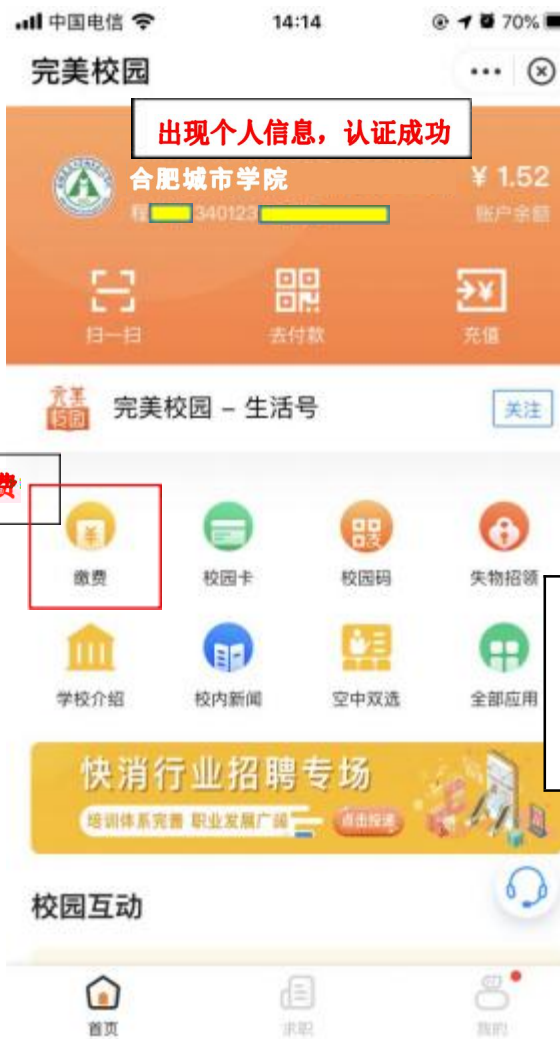 中国电信 14:14 70%
完美校园
出现个人信息，认证成功
合肥城市学院 ¥ 1.52
程 340123 账户余额
扫一扫 去付款 充值
完美校园 完美校园 – 生活号 关注
费
缴费 校园卡 校园码 失物招领
学校介绍 校内新闻 空中双选 全部应用
快消行业招聘专场
培训体系完善 职业发展广阔 点击投递
校园互动
首页 求职 我的